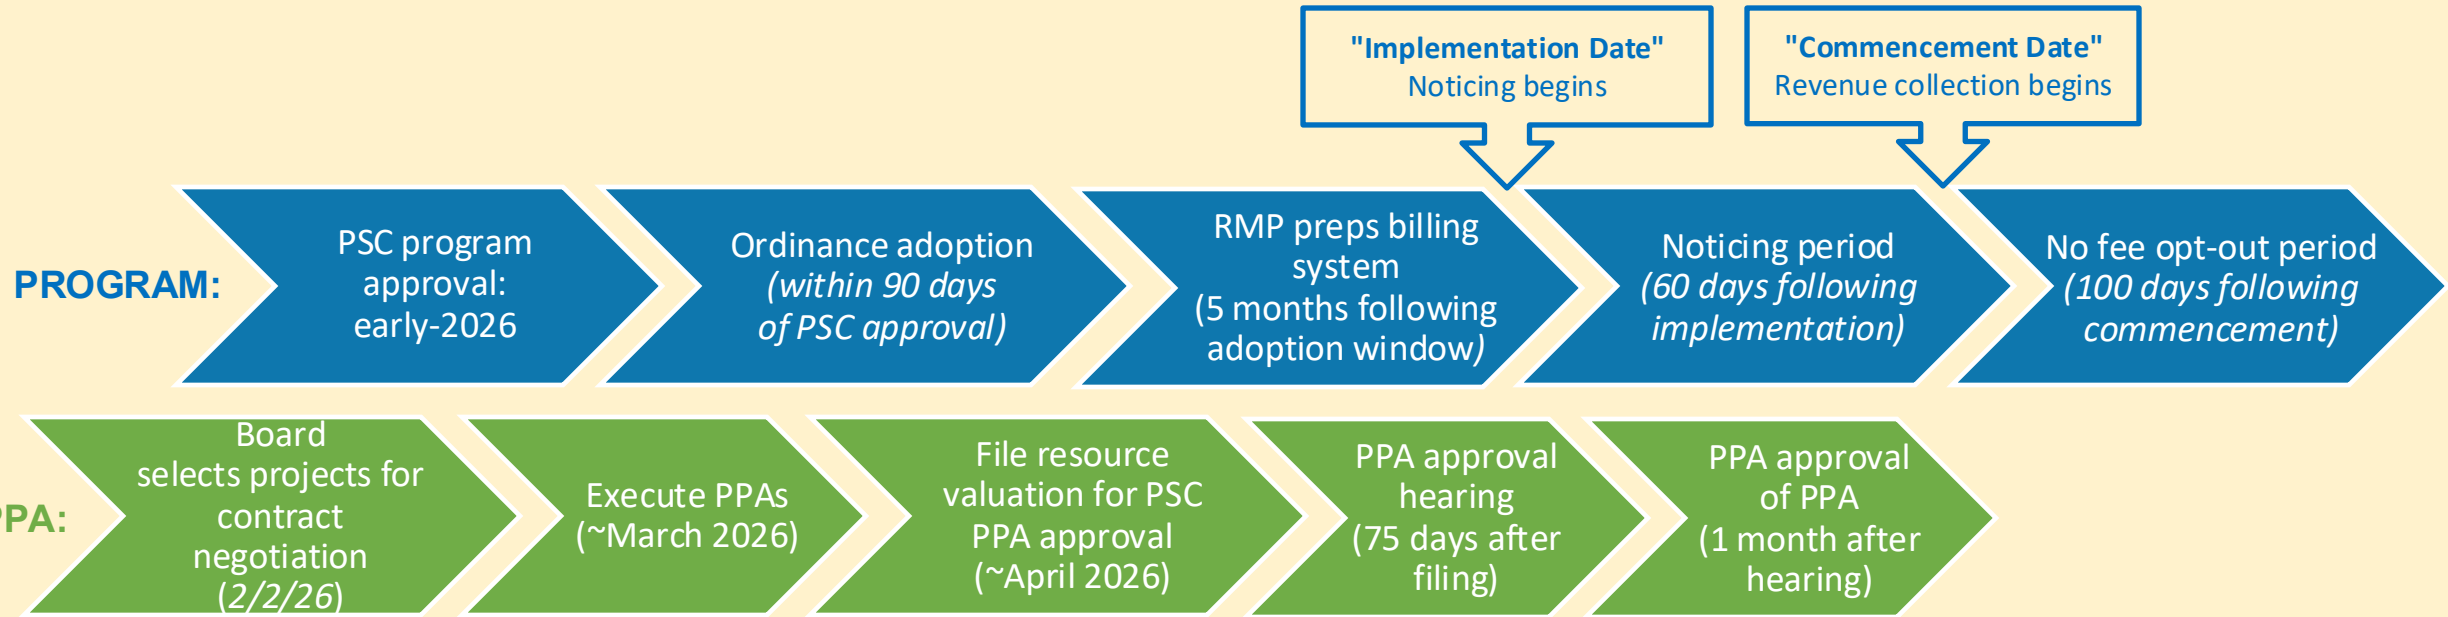 "Implementation Date"
Noticing begins
"Commencement Date"
Revenue collection begins
PROGRAM:
PSC program
approval:
early-2026
Ordinance adoption
(within 90 days
of PSC approval)
RMP preps billing
system
(5 months following
adoption window)
Noticing period
(60 days following
implementation)
No fee opt-out period
(100 days following
commencement)
PPA:
Board
selects projects for
contract
negotiation
(2/2/26)
Execute PPAs
(~March 2026)
File resource
valuation for PSC
PPA approval
(~April 2026)
PPA approval
hearing
(75 days after
filing)
PPA approval
of PPA
(1 month after
hearing)